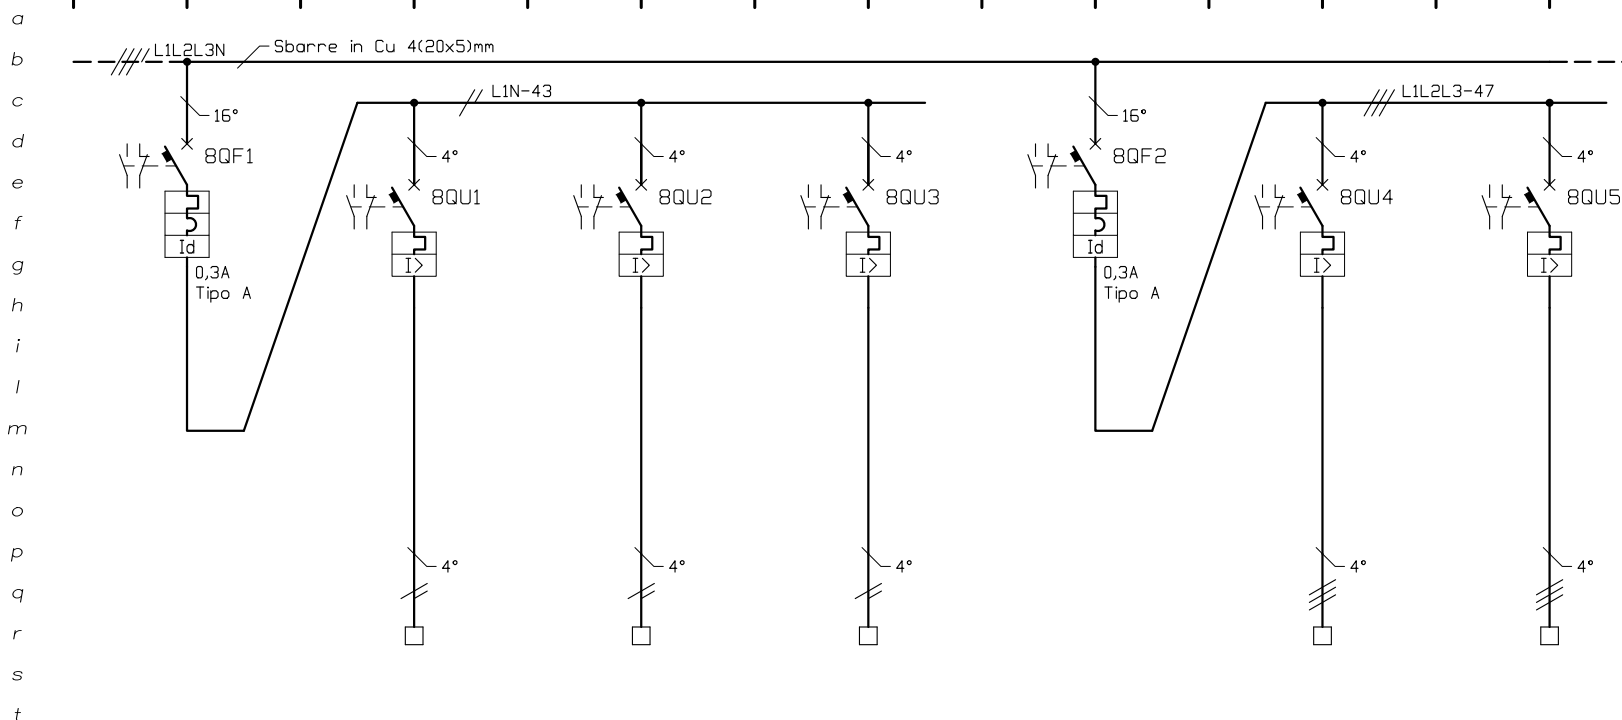 a
b
L1L2L3N
Sbarre in Cu 4(20x5)mm
c
L1N-43
L1L2L3-47
16°
16°
d
8QF1
4°
4°
4°
8QF2
4°
4°
e
8QU1
8QU2
8QU3
8QU4
8QU5
f
Id
Id
g
0,3A
I>
I>
I>
0,3A
I>
I>
Tipo A
Tipo A
h
i
l
m
n
o
p
4°
4°
4°
4°
4°
q
r
s
t